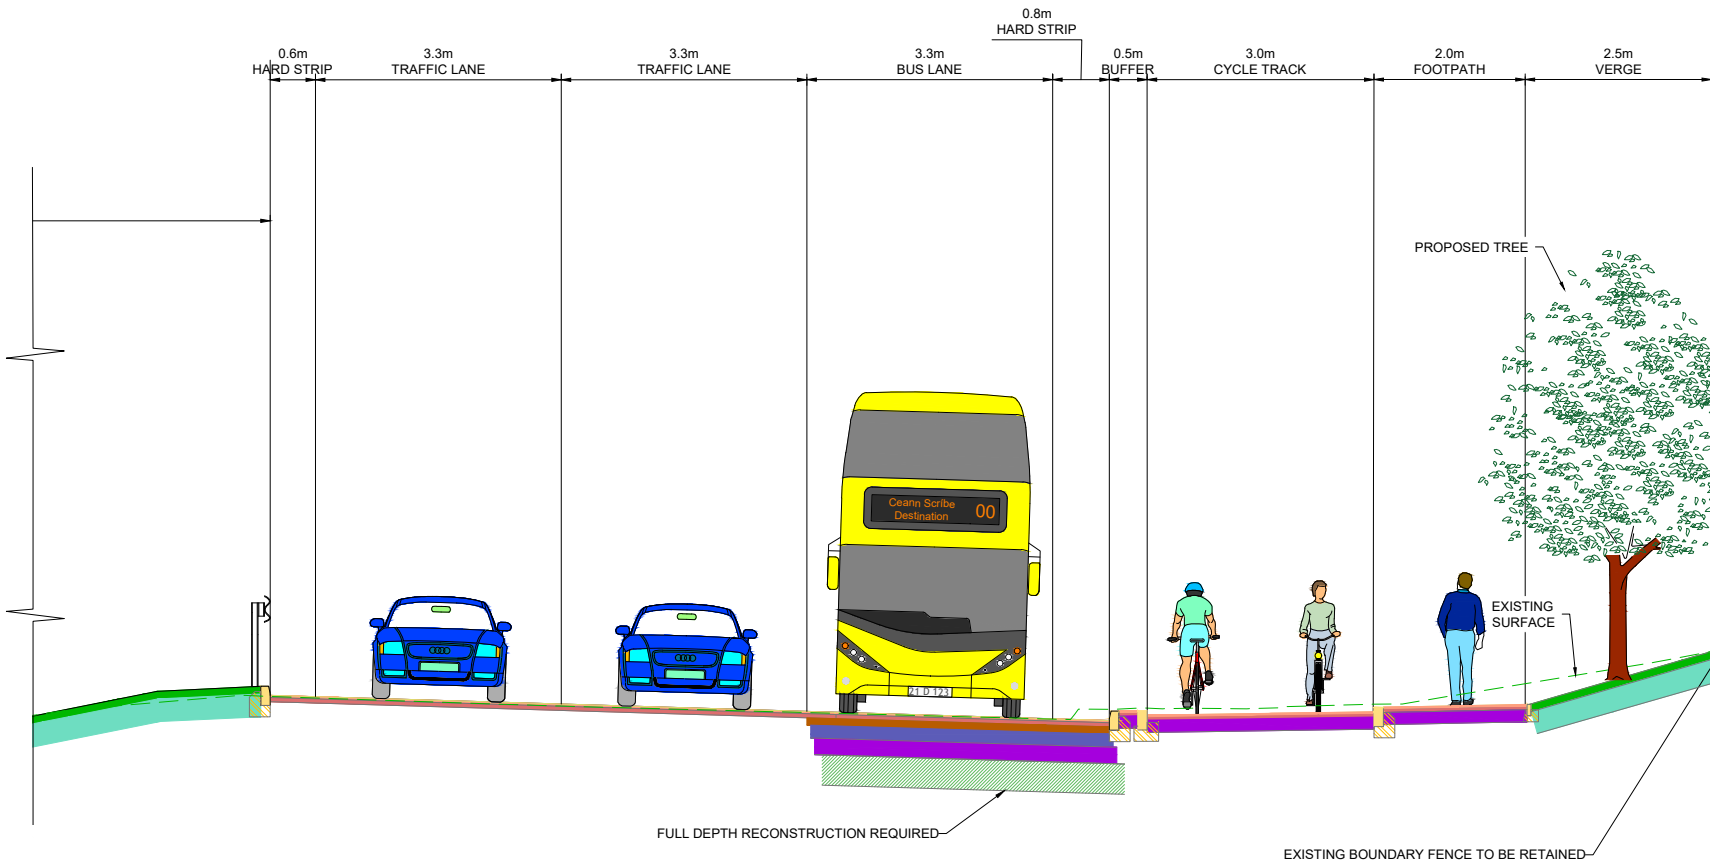 0.8m
HARD STRIP
0.6m
HARD STRIP
3.3m
TRAFFIC LANE
3.3m
TRAFFIC LANE
3.3m
BUS LANE
0.5m
BUFFER
3.0m
CYCLE TRACK
2.0m
FOOTPATH
2.5m
VERGE
PROPOSED TREE
Ceann Scríbe
Destination
00
EXISTING
SURFACE
21 D 123
FULL DEPTH RECONSTRUCTION REQUIRED
EXISTING BOUNDARY FENCE TO BE RETAINED